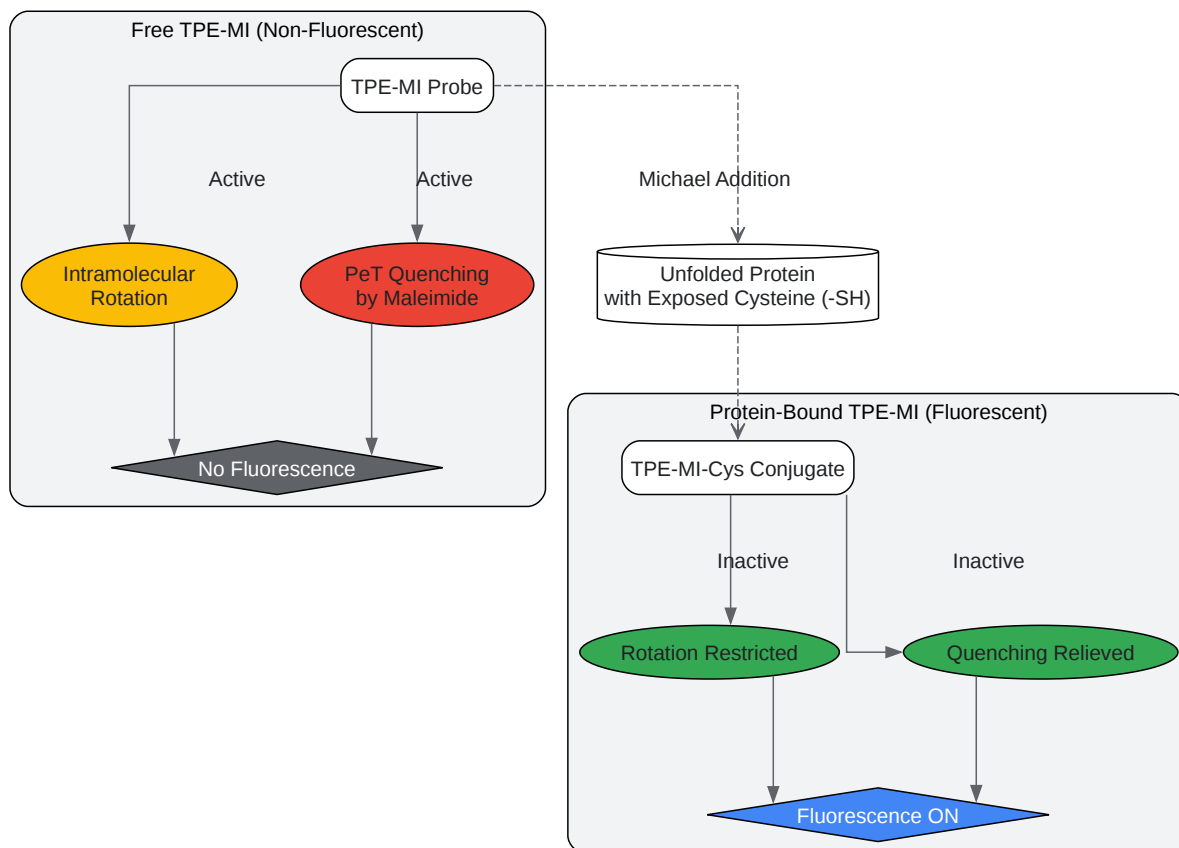 Free TPE-MI (Non-Fluorescent)
TPE-MI Probe
Active
Active
Michael Addition
Intramolecular
Rotation
PeT Quenching
by Maleimide
Unfolded Protein
with Exposed Cysteine (-SH)
No Fluorescence
Protein-Bound TPE-MI (Fluorescent)
TPE-MI-Cys Conjugate
Inactive
Inactive
Rotation Restricted
Quenching Relieved
Fluorescence ON